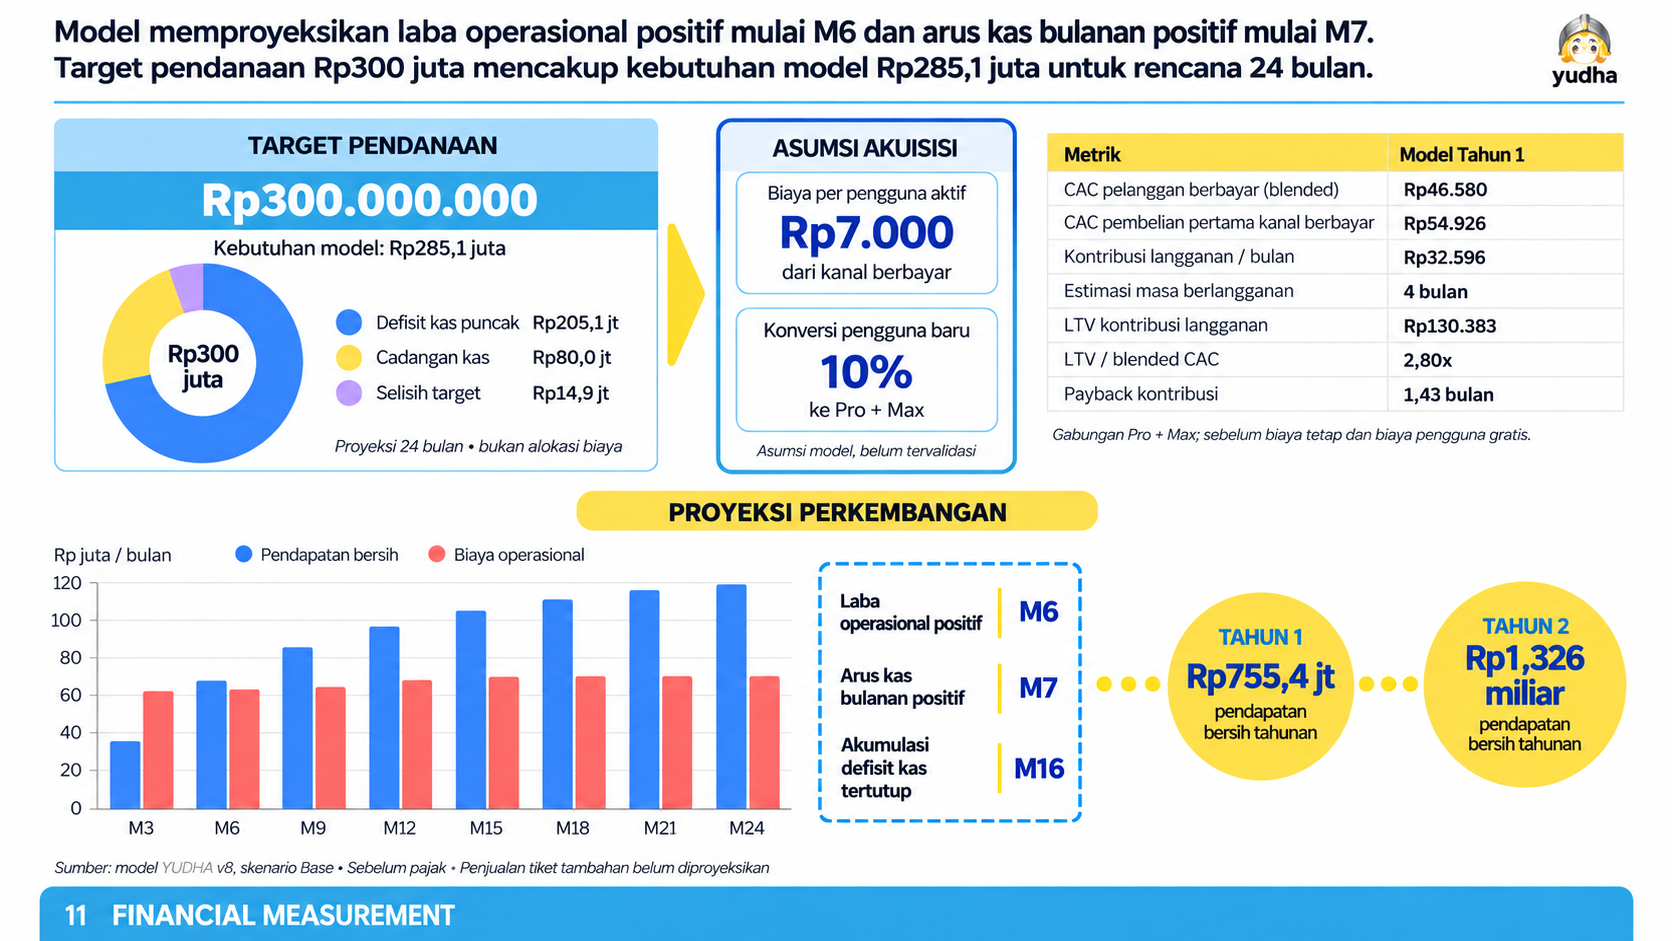 Model memproyeksikan laba operasional positif mulai M6 dan arus kas bulanan positif mulai M7.
Target pendanaan Rp300 juta mencakup kebutuhan model Rp285,1 juta untuk rencana 24 bulan.
yudha
TARGET PENDANAAN
Rp300.000.000
Kebutuhan model: Rp285,1 juta
Rp300
juta
Defisit kas puncak Rp205,1 jt
Cadangan kas Rp80,0 jt
Selisih target Rp14,9 jt
Proyeksi 24 bulan • bukan alokasi biaya
ASUMSI AKUISISI
Biaya per pengguna aktif
Rp7.000
dari kanal berbayar
Konversi pengguna baru
10%
ke Pro + Max
Asumsi model, belum tervalidasi
Metrik Model Tahun 1
CAC pelanggan berbayar (blended) Rp46.580
CAC pembelian pertama kanal berbayar Rp54.926
Kontribusi langganan / bulan Rp32.596
Estimasi masa berlangganan 4 bulan
LTV kontribusi langganan Rp130.383
LTV / blended CAC 2,80x
Payback kontribusi 1,43 bulan
Gabungan Pro + Max; sebelum biaya tetap dan biaya pengguna gratis.
PROYEKSI PERKEMBANGAN
Rp juta / bulan Pendapatan bersih Biaya operasional
120
100
80
60
40
20
0
M3 M6 M9 M12 M15 M18 M21 M24
Laba
operasional positif
M6
Arus kas
bulanan positif
M7
Akumulasi
defisit kas
tertutup
M16
TAHUN 1
Rp755,4 jt
pendapatan
bersih tahunan
TAHUN 2
Rp1,326
miliar
pendapatan
bersih tahunan
Sumber: model YUDHA v8, skenario Base • Sebelum pajak • Penjualan tiket tambahan belum diproyeksikan
11 FINANCIAL MEASUREMENT